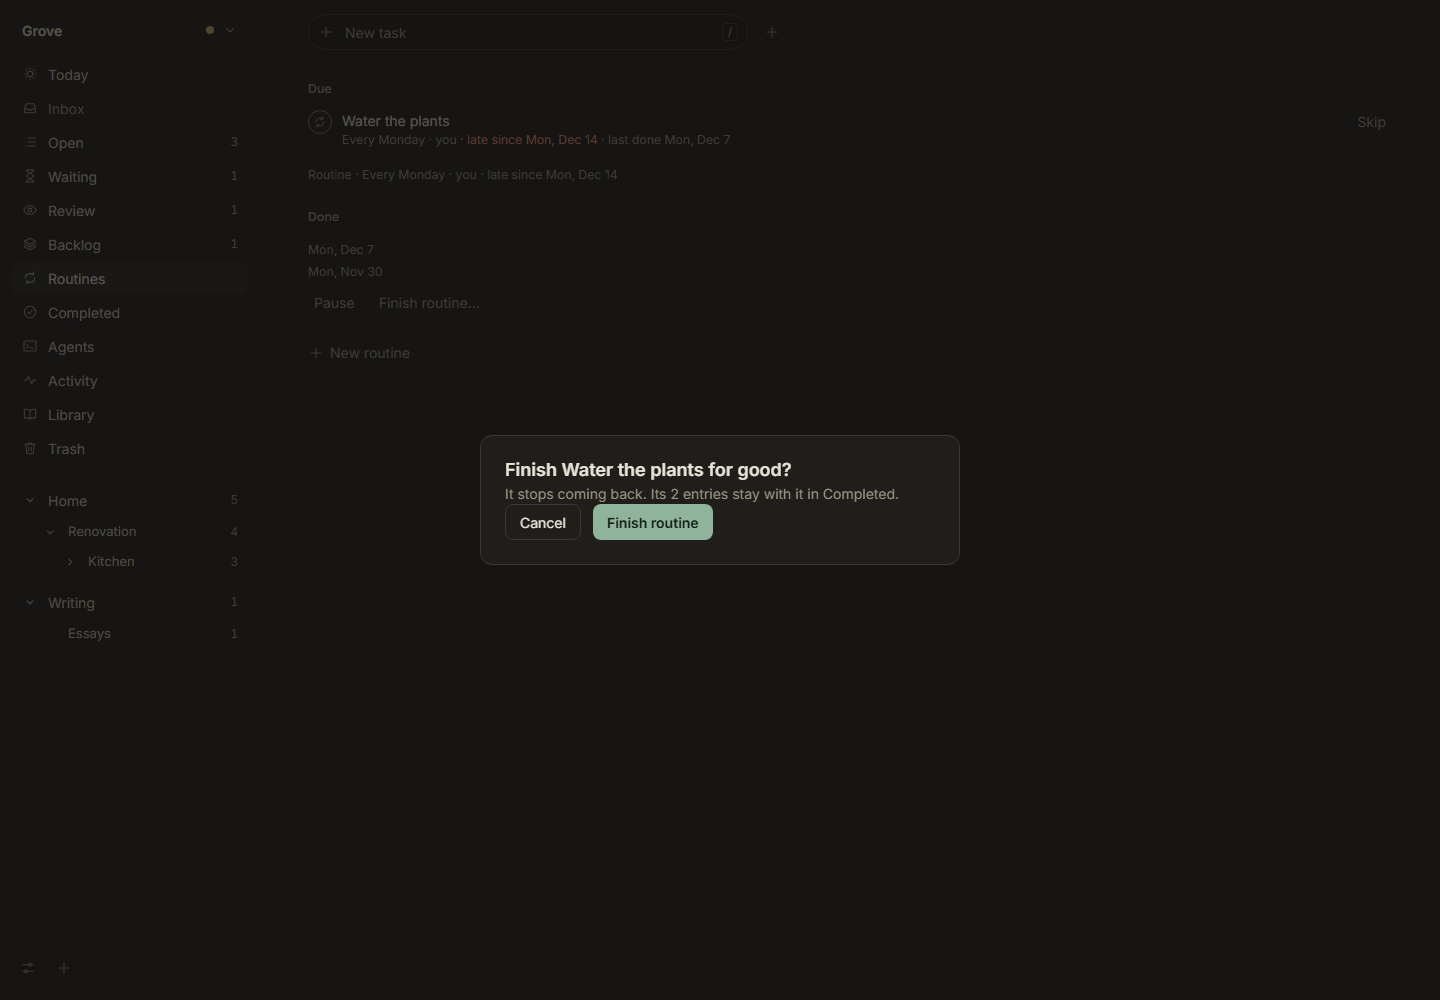 Grove
Today
Inbox
Open 3
Waiting 1
Review 1
Backlog 1
Routines
Completed
Agents
Activity
Library
Trash
Home 5
Renovation 4
Kitchen 3
Writing 1
Essays 1
New task /
Due
Water the plants
Every Monday · you · late since Mon, Dec 14 · last done Mon, Dec 7
Skip
Routine · Every Monday · you · late since Mon, Dec 14
Done
Mon, Dec 7
Mon, Nov 30
Pause Finish routine...
New routine
Finish Water the plants for good?
It stops coming back. Its 2 entries stay with it in Completed.
Cancel Finish routine